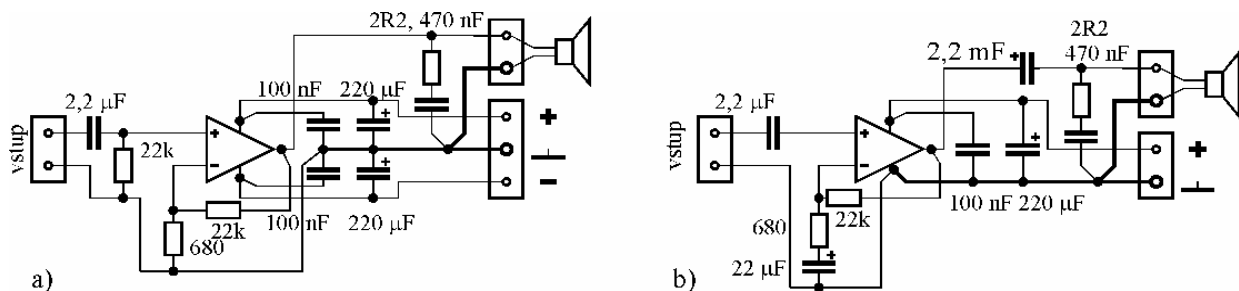 2R2, 470 nF
2,2 µF
100 nF
220 µF
vstup
22k
+
−
+
+
+
−
680
22k
100 nF
220 µF
a)
2R2
470 nF
2,2 mF
+
2,2 µF
vstup
+
−
+
+
22k
100 nF
220 µF
680
22 µF
+
b)